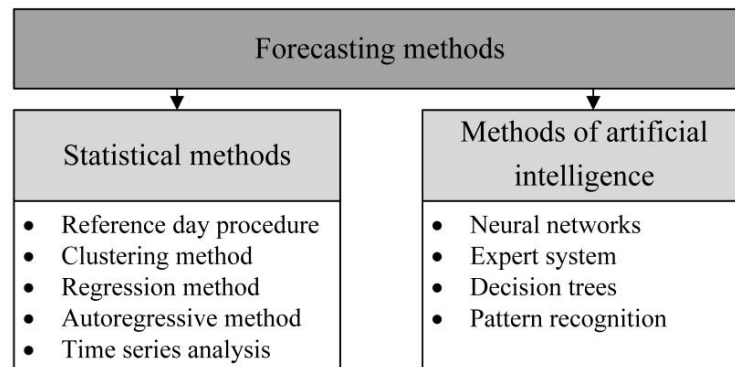 Forecasting methods
Statistical methods
• Reference day procedure
• Clustering method
• Regression method
• Autoregressive method
• Time series analysis
Methods of artificial
intelligence
• Neural networks
• Expert system
• Decision trees
• Pattern recognition